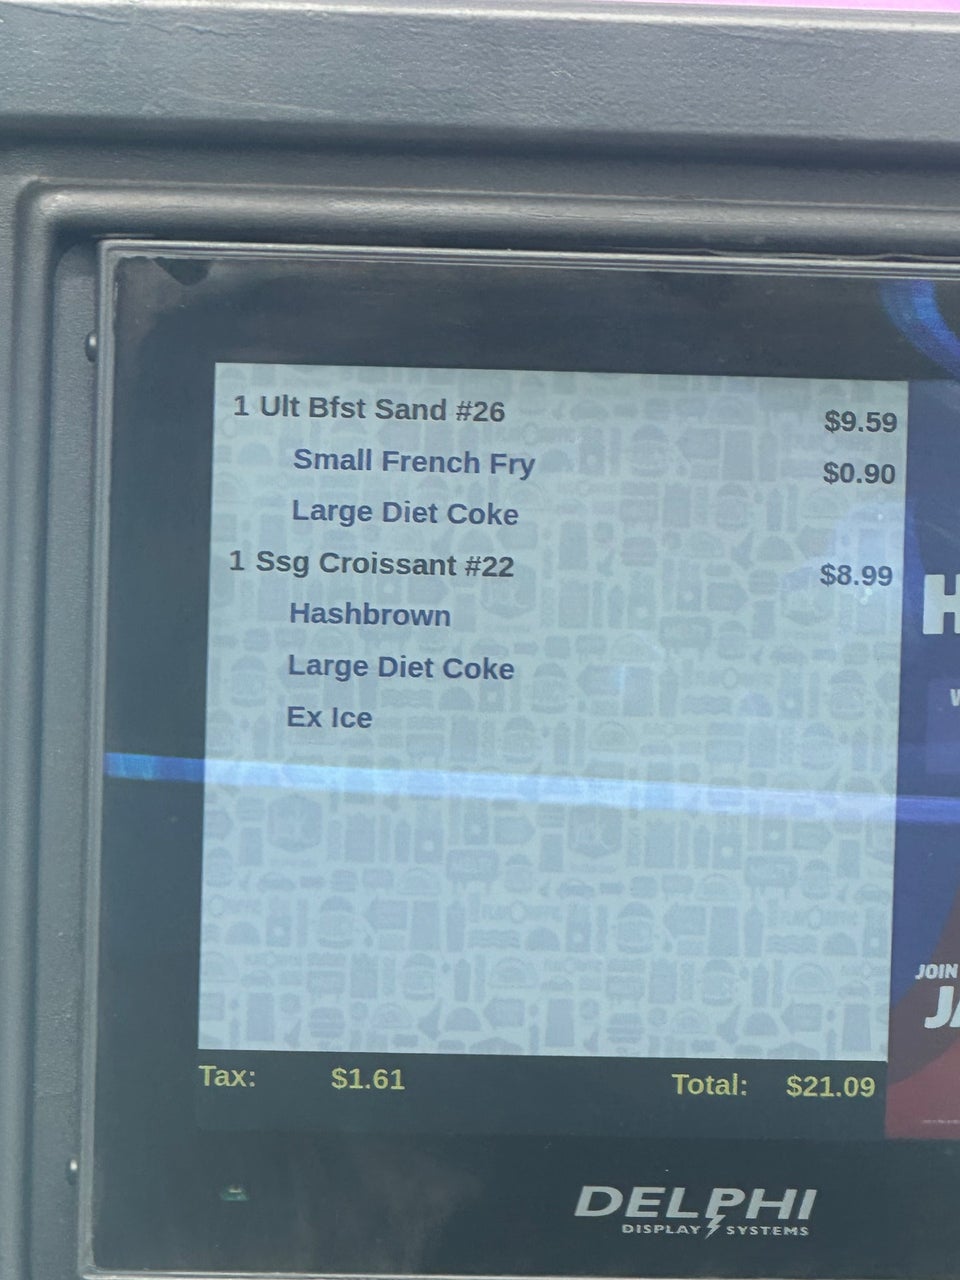 1 Ult Bfst Sand #26 $9.59
Small French Fry $0.90
Large Diet Coke
1 Ssg Croissant #22 $8.99
Hashbrown
Large Diet Coke
Ex Ice
JOIN
Tax: $1.61 Total: $21.09
DELPHI
DISPLAY SYSTEMS